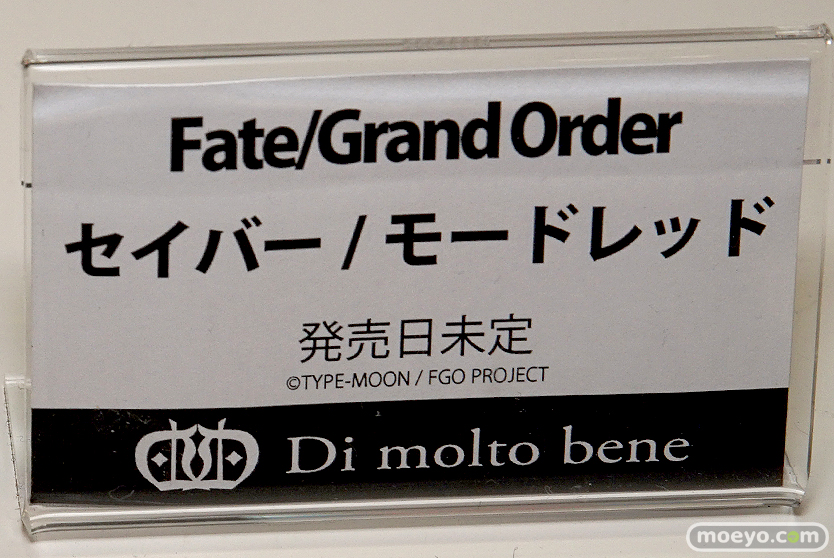 Fate/Grand Order
セイバー / モードレッド
発売日未定
©TYPE-MOON / FGO PROJECT
Di molto bene
moeyo.com